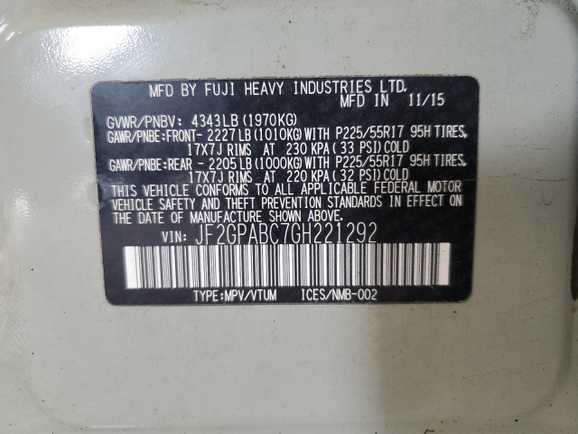 MFD BY FUJI HEAVY INDUSTRIES LTD.
MFD IN 11/15
GVWR/PNBV: 4343LB (1970KG)
GAWR/PNBE:FRONT- 2227LB (1010KG) WITH P225/55R17 95H TIRES,
17X7J RIMS AT 230 KPA (33 PSI) COLD
GAWR/PNBE:REAR - 2205LB (1000KG) WITH P225/55R17 95H TIRES,
17X7J RIMS AT 220 KPA (32 PSI) COLD
THIS VEHICLE CONFORMS TO ALL APPLICABLE FEDERAL MOTOR
VEHICLE SAFETY AND THEFT PREVENTION STANDARDS IN EFFECT
ON THE DATE OF MANUFACTURE SHOWN ABOVE.
VIN: JF2GPABC7GH221292
TYPE:MPV/VTUM ICES/NMB-002